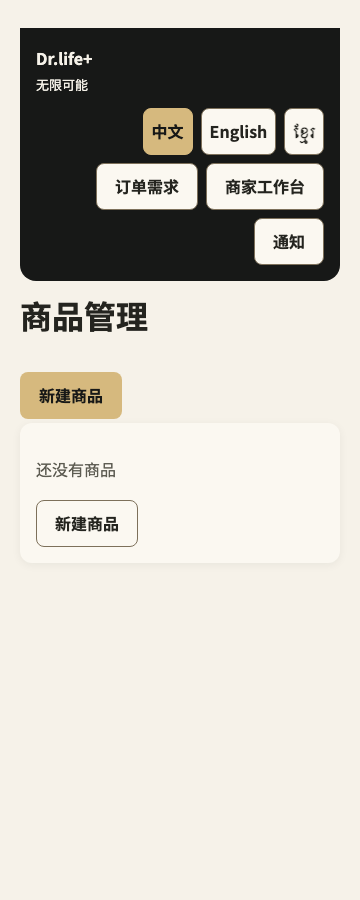 Dr.life+
无限可能
中文 English ខ្មែរ
订单需求 商家工作台
通知
商品管理
新建商品
还没有商品
新建商品